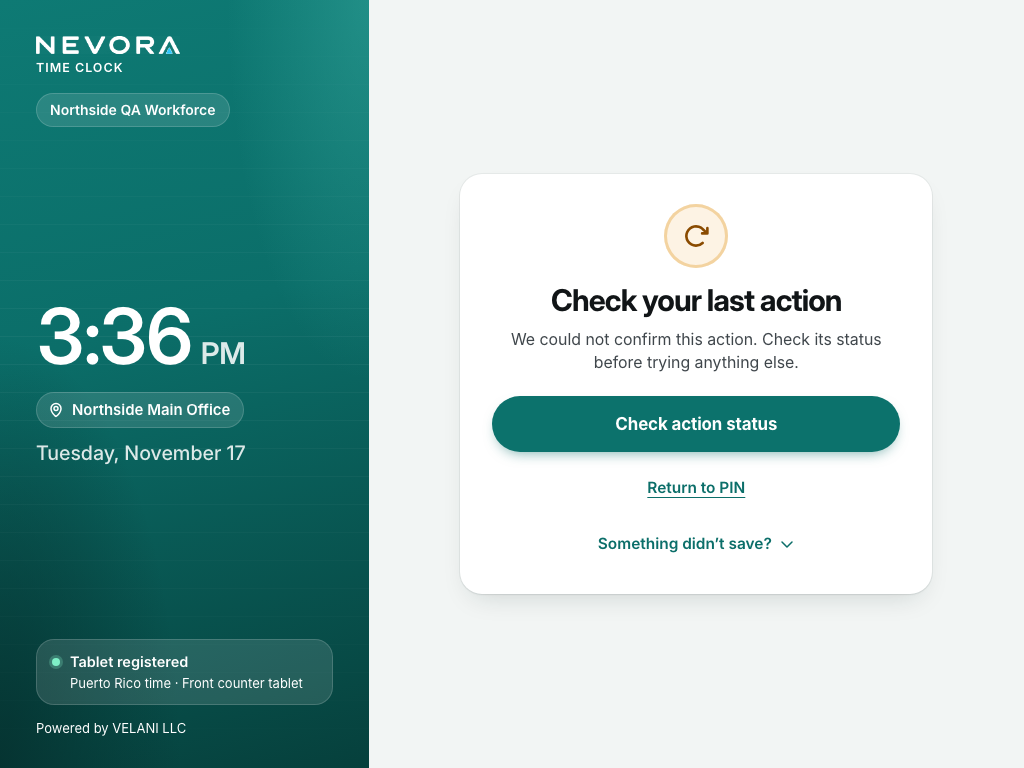 NEVORA
TIME CLOCK
Northside QA Workforce
3:36 PM
Northside Main Office
Tuesday, November 17
Tablet registered
Puerto Rico time · Front counter tablet
Powered by VELANI LLC
Check your last action
We could not confirm this action. Check its status
before trying anything else.
Check action status
Return to PIN
Something didn’t save?